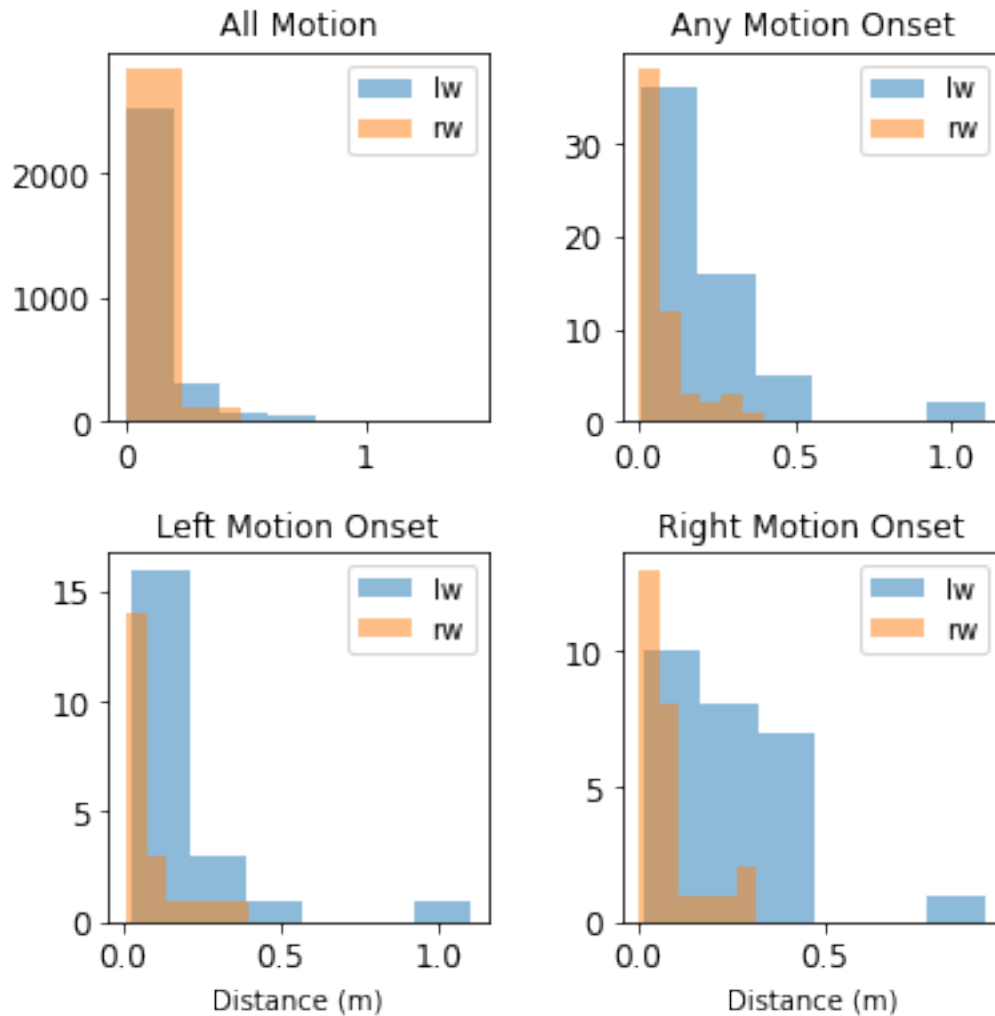 All Motion
lw
rw
2000
1000
0
0 1
Any Motion Onset
lw
rw
30
20
10
0
0.0 0.5 1.0
Left Motion Onset
lw
rw
15
10
5
0
0.0 0.5 1.0
Distance (m)
Right Motion Onset
lw
rw
10
5
0
0.0 0.5
Distance (m)